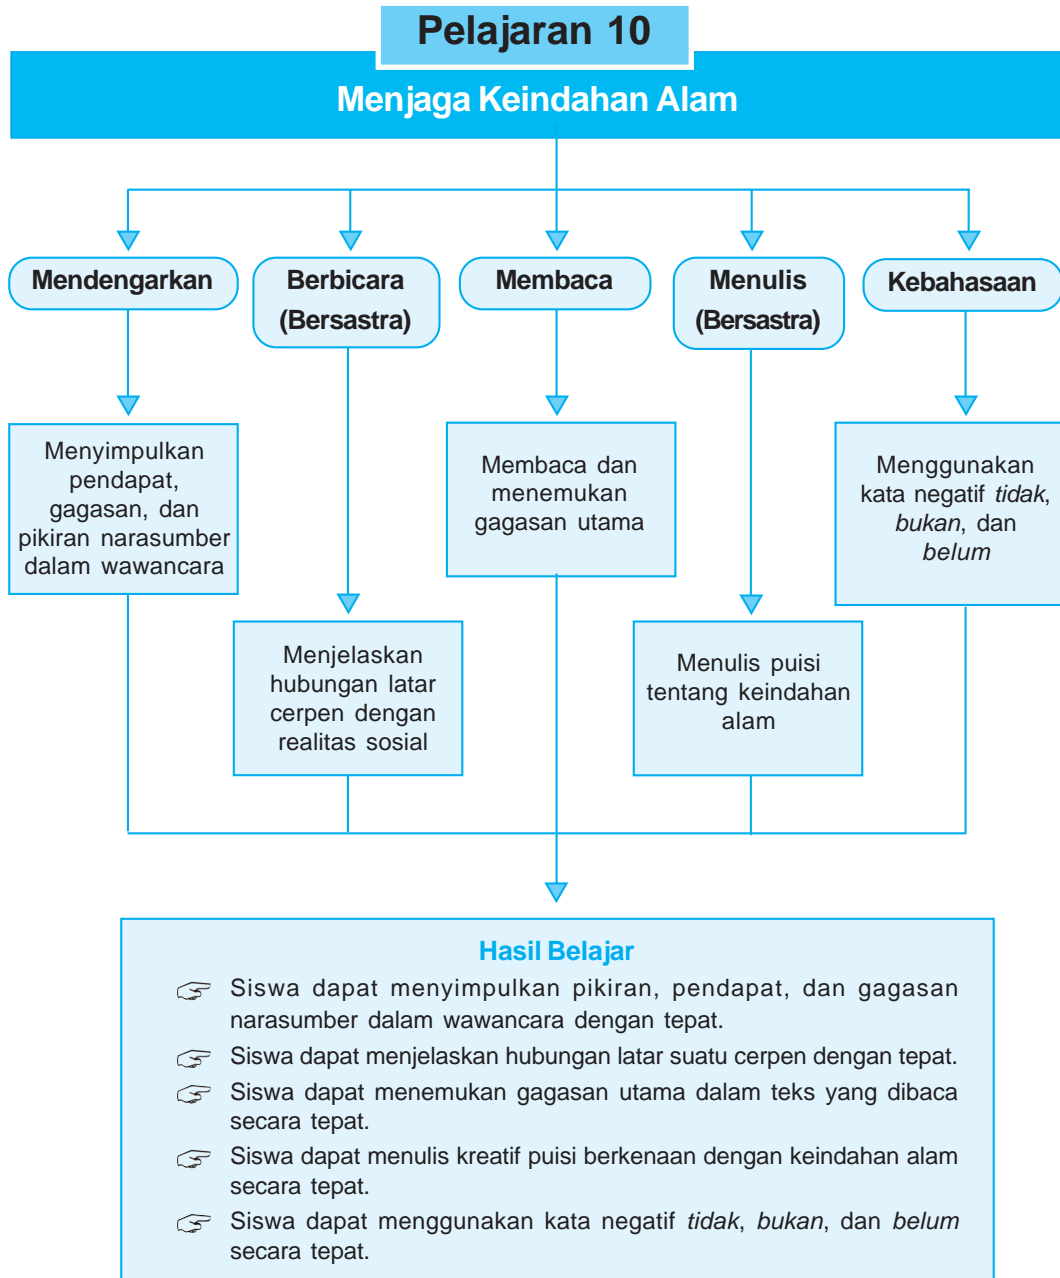 Pelajaran 10
Menjaga Keindahan Alam
Mendengarkan
Berbicara
(Bersastra)
Membaca
Menulis
(Bersastra)
Kebahasaan
Menyimpulkan
pendapat,
gagasan, dan
pikiran narasumber
dalam wawancara
Menjelaskan
hubungan latar
cerpen dengan
realitas sosial
Membaca dan
menemukan
gagasan utama
Menulis puisi
tentang keindahan
alam
Menggunakan
kata negatif tidak,
bukan, dan
belum
Hasil Belajar
Siswa dapat menyimpulkan pikiran, pendapat, dan gagasan
narasumber dalam wawancara dengan tepat.
Siswa dapat menjelaskan hubungan latar suatu cerpen dengan tepat.
Siswa dapat menemukan gagasan utama dalam teks yang dibaca
secara tepat.
Siswa dapat menulis kreatif puisi berkenaan dengan keindahan alam
secara tepat.
Siswa dapat menggunakan kata negatif tidak, bukan, dan belum
secara tepat.